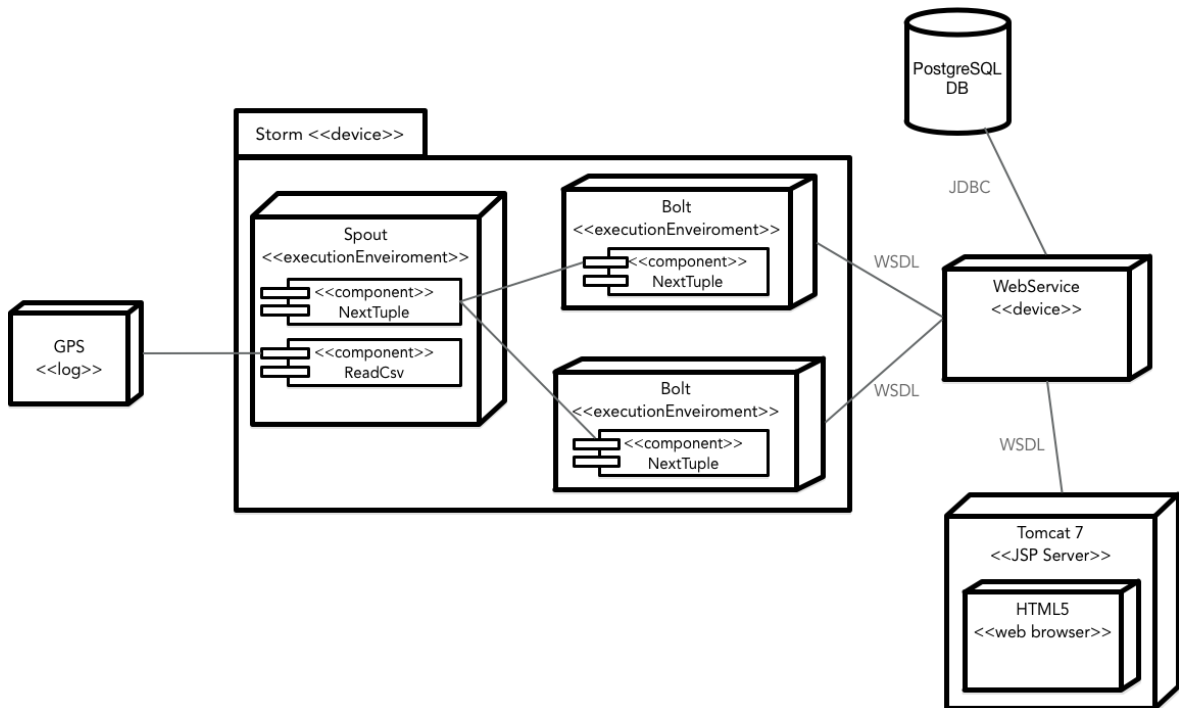 PostgreSQL
DB
Storm <<device>>
JDBC
Spout
<<executionEnveiroment>>
<<component>>
NextTuple
<<component>>
ReadCsv
Bolt
<<executionEnveiroment>>
<<component>>
NextTuple
Bolt
<<executionEnveiroment>>
<<component>>
NextTuple
GPS
<<log>>
WSDL
WSDL
WebService
<<device>>
WSDL
Tomcat 7
<<JSP Server>>
HTML5
<<web browser>>